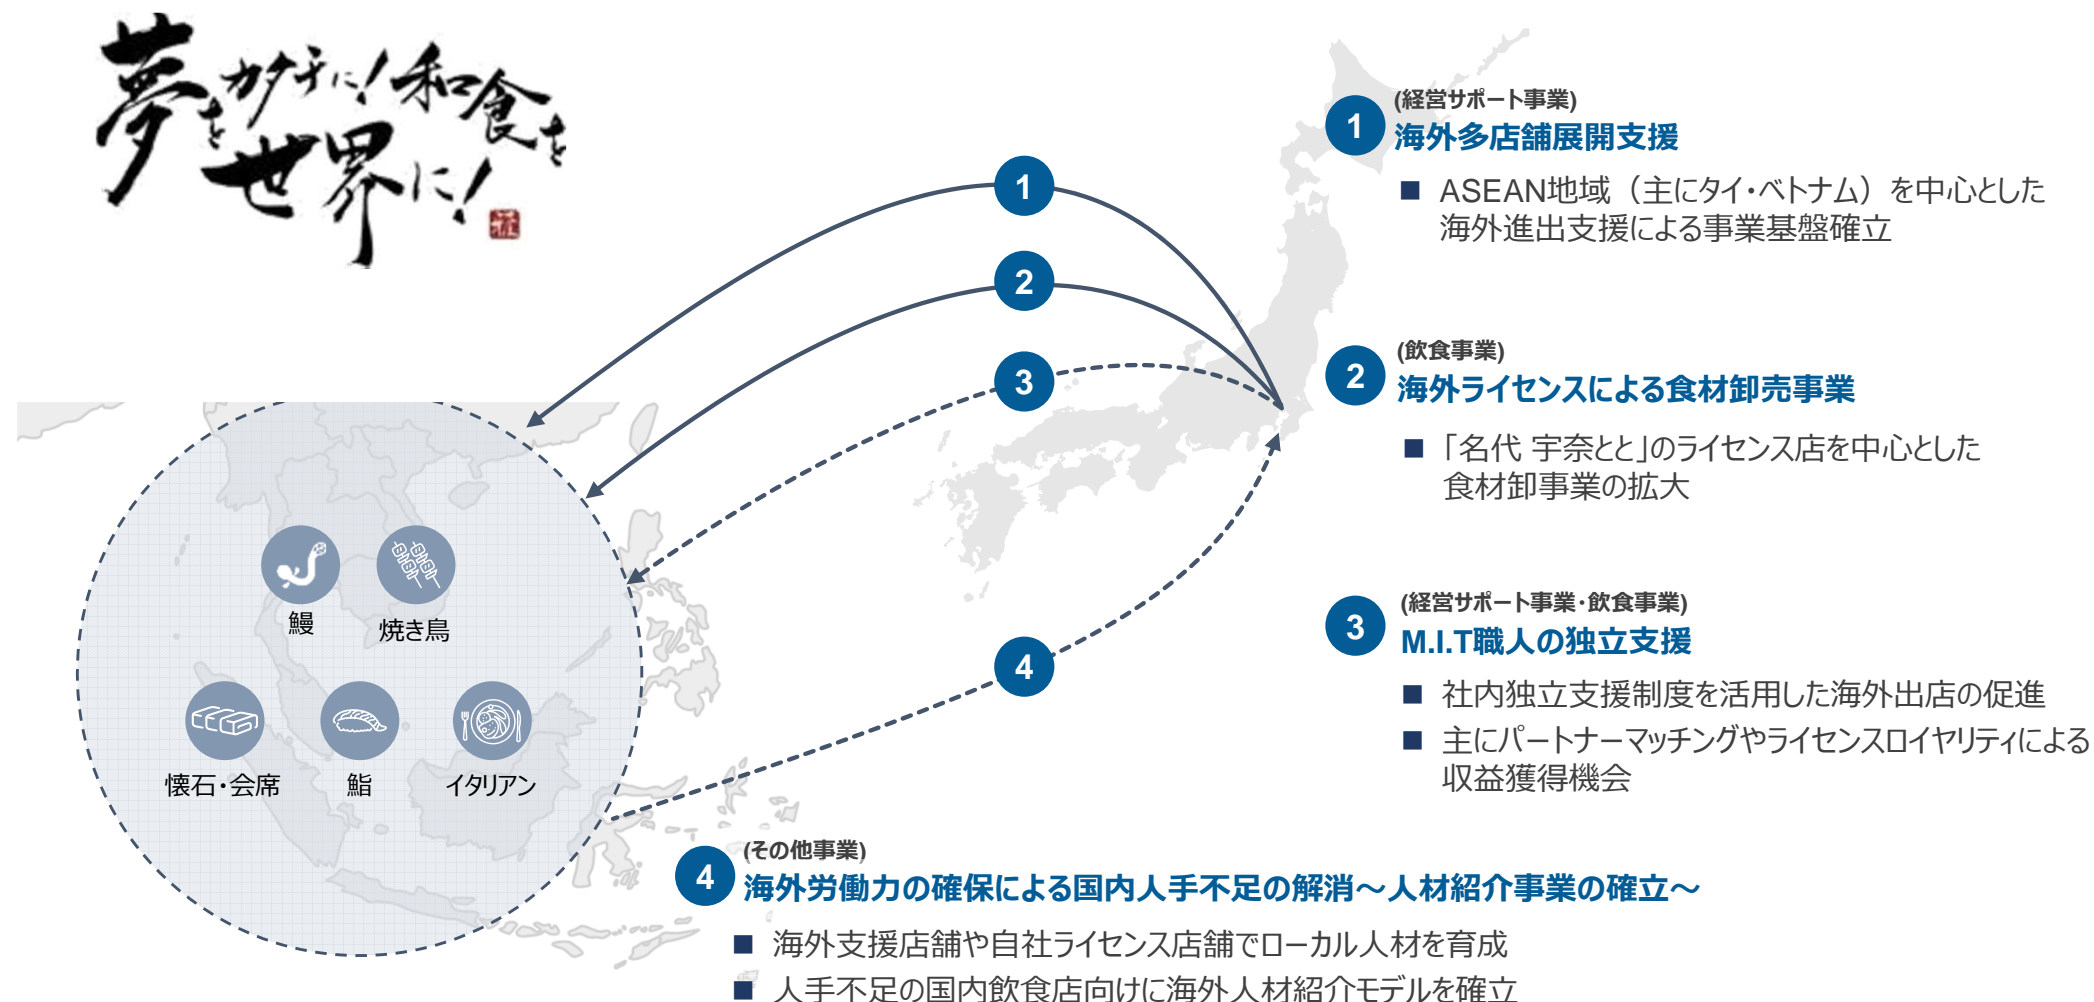 夢をカタチに!和食を
世界に!
1
(経営サポート事業)
海外多店舗展開支援
■ ASEAN地域（主にタイ・ベトナム）を中心とした
海外進出支援による事業基盤確立
2
(飲食事業)
海外ライセンスによる食材卸売事業
■ 「名代 宇奈とと」のライセンス店を中心とした
食材卸事業の拡大
3
(経営サポート事業・飲食事業)
M.I.T職人の独立支援
■ 社内独立支援制度を活用した海外出店の促進
■ 主にパートナーマッチングやライセンスロイヤリティによる
収益獲得機会
1
2
3
4
鰻
焼き鳥
懐石・会席
鮨
イタリアン
4
(その他事業)
海外労働力の確保による国内人手不足の解消～人材紹介事業の確立～
■ 海外支援店舗や自社ライセンス店舗でローカル人材を育成
■ 人手不足の国内飲食店向けに海外人材紹介モデルを確立